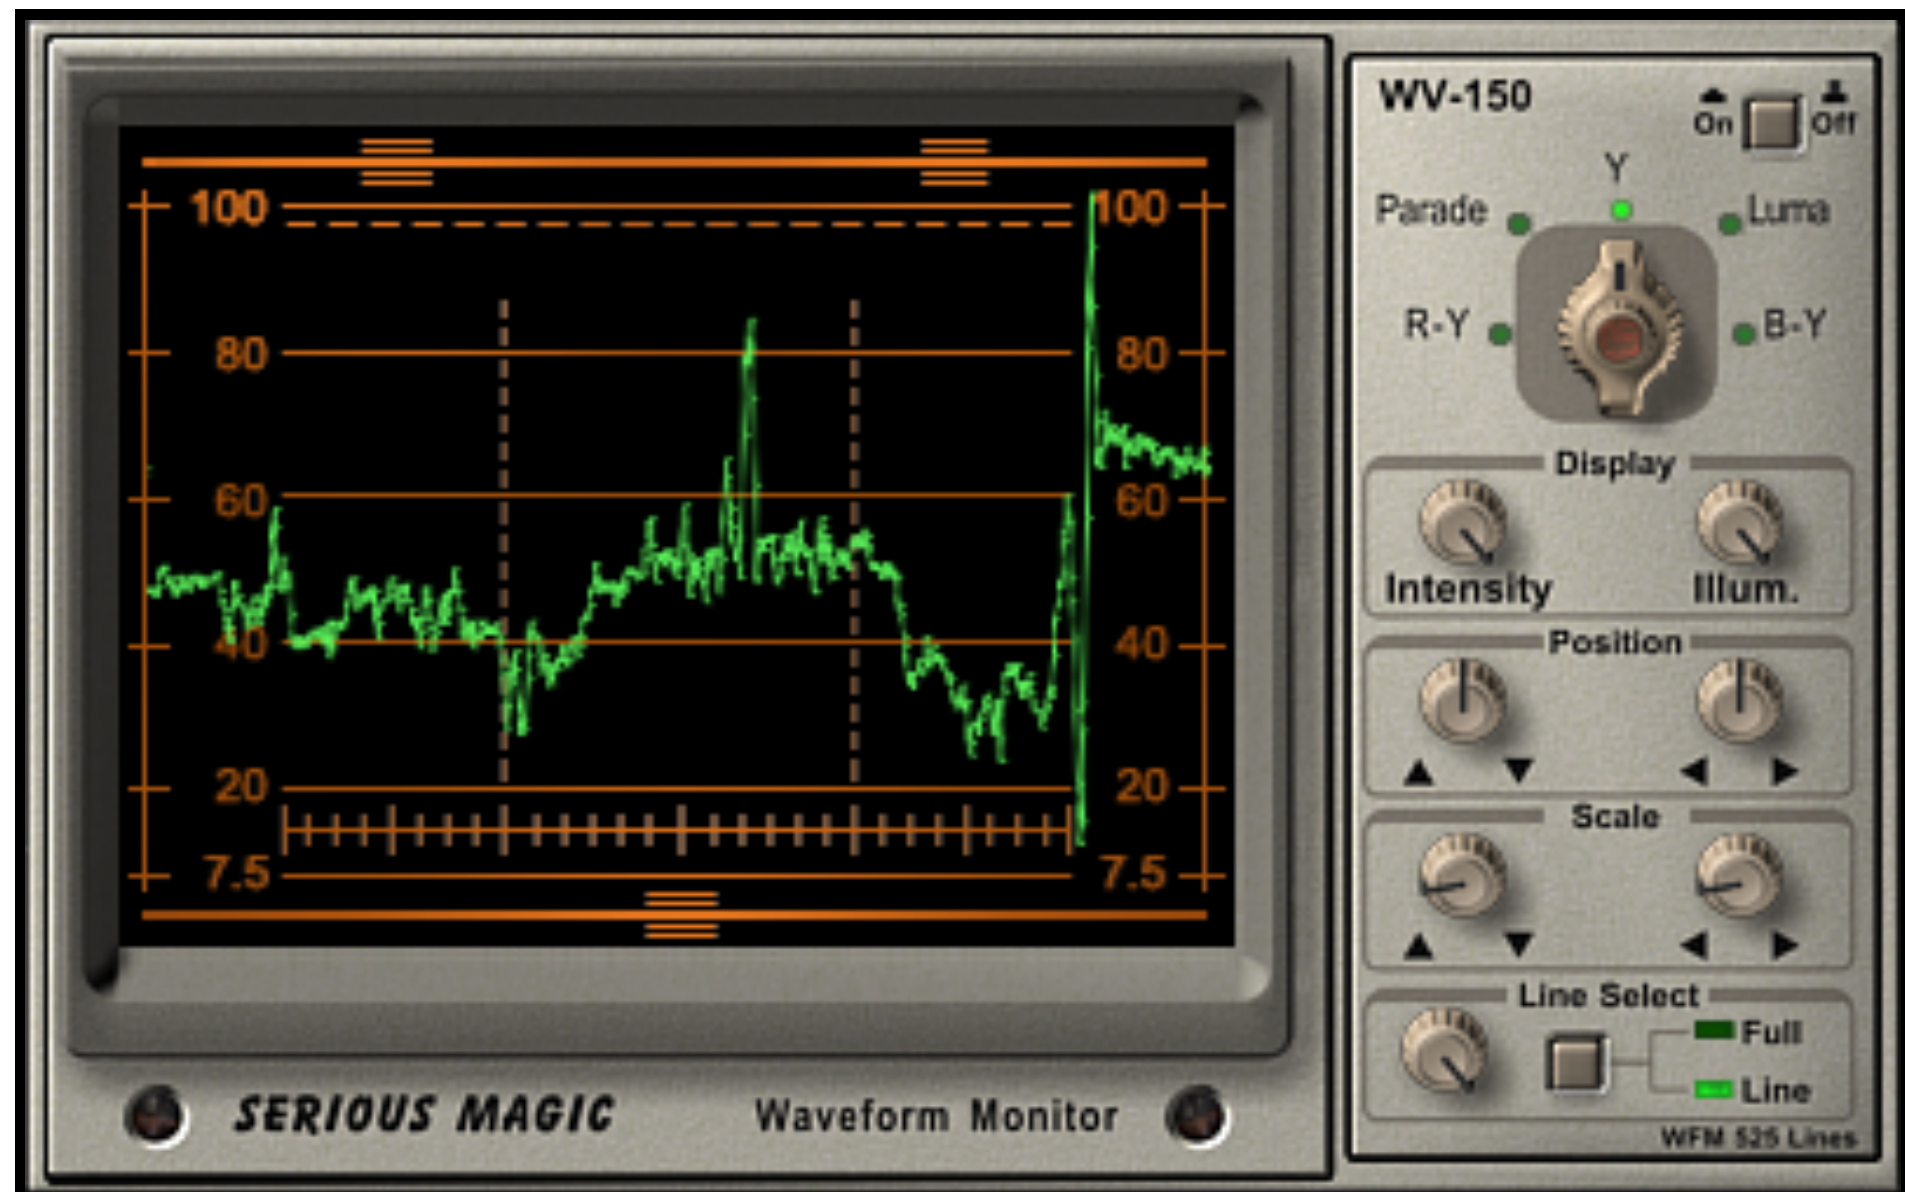 100 100
80 80
60 60
40 40
20 20
7.5 7.5
SERIOUS MAGIC Waveform Monitor
WV-150
On Off
Y
Parade Luma
R-Y B-Y
Display
Intensity Illum.
Position
Scale
Line Select
Full
Line
WFM 525 Lines